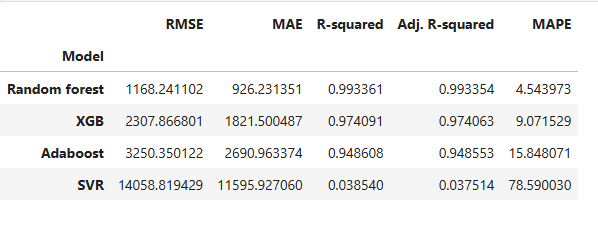 RMSE MAE R-squared Adj. R-squared MAPE
Model
Random forest 1168.241102 926.231351 0.993361 0.993354 4.543973
XGB 2307.866801 1821.500487 0.974091 0.974063 9.071529
Adaboost 3250.350122 2690.963374 0.948608 0.948553 15.848071
SVR 14058.819429 11595.927060 0.038540 0.037514 78.590030